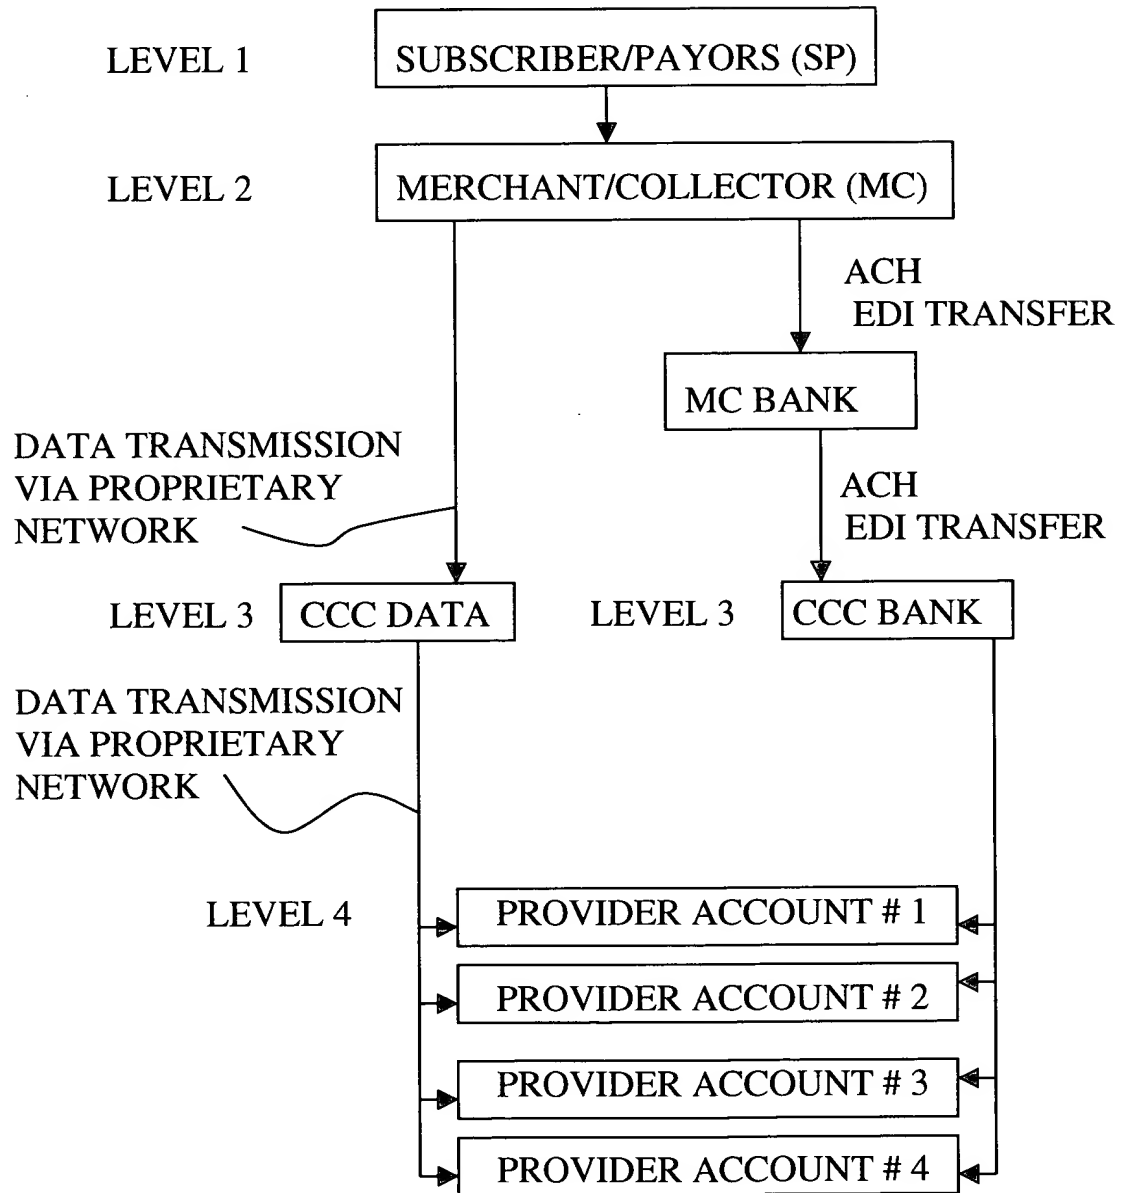 LEVEL 1
SUBSCRIBER/PAYORS (SP)
LEVEL 2
MERCHANT/COLLECTOR (MC)
ACH
EDI TRANSFER
MC BANK
DATA TRANSMISSION
VIA PROPRIETARY
NETWORK
ACH
EDI TRANSFER
LEVEL 3
CCC DATA
LEVEL 3
CCC BANK
DATA TRANSMISSION
VIA PROPRIETARY
NETWORK
LEVEL 4
PROVIDER ACCOUNT # 1
PROVIDER ACCOUNT # 2
PROVIDER ACCOUNT # 3
PROVIDER ACCOUNT # 4